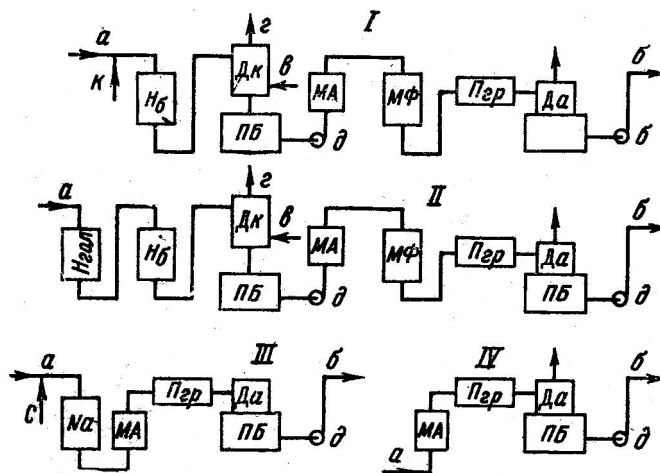 а г I б
К Нб Дк в МА МФ Пгр Да
ПБ д б
а г II б
Нгал Нб Дк в МА МФ Пгр Да
ПБ д ПБ д
а III б IV б
С Na МА Пгр Да МА Пгр Да
ПБ д а ПБ д